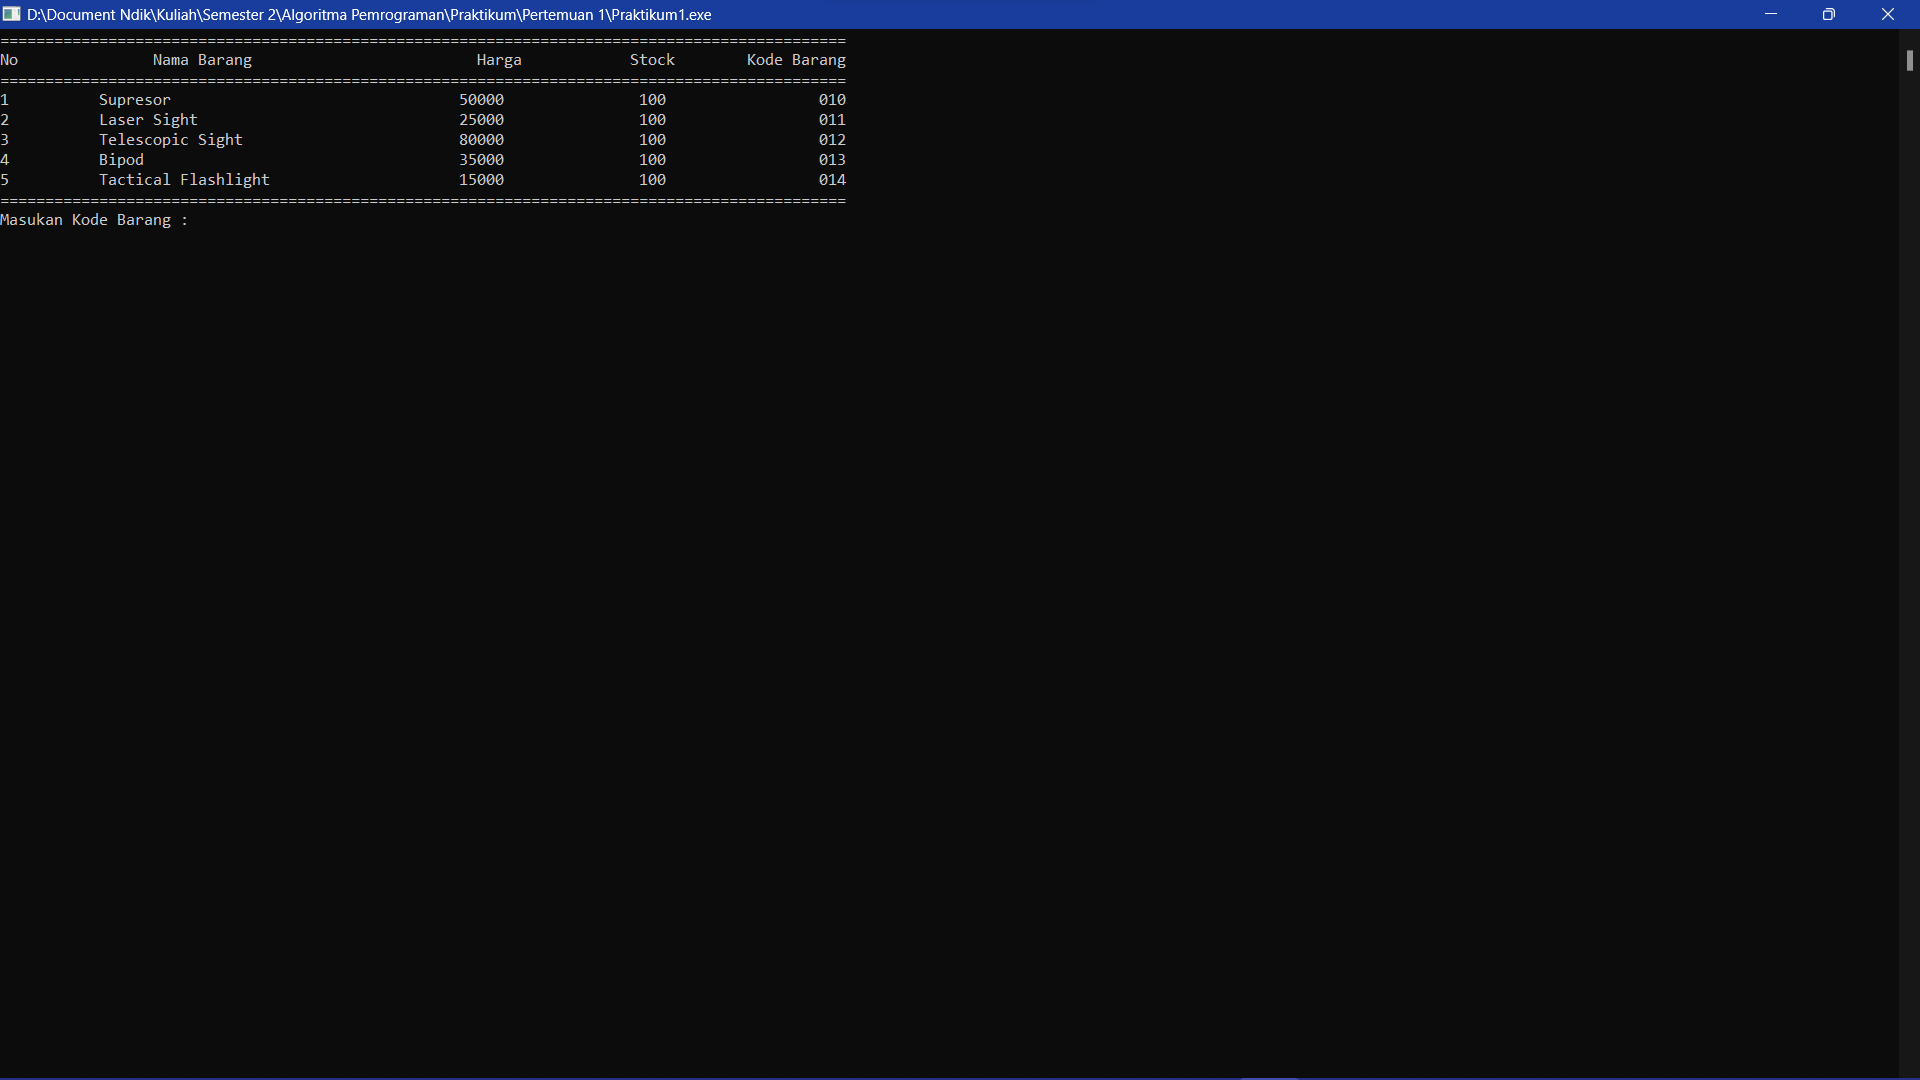 D:\Document Ndik\Kuliah\Semester 2\Algoritma Pemrograman\Praktikum\Pertemuan 1\Praktikum1.exe
==============================================================================================
No               Nama Barang                         Harga            Stock        Kode Barang
==============================================================================================
1          Supresor                                50000               100                 010
2          Laser Sight                             25000               100                 011
3          Telescopic Sight                        80000               100                 012
4          Bipod                                   35000               100                 013
5          Tactical Flashlight                     15000               100                 014
==============================================================================================
Masukan Kode Barang :